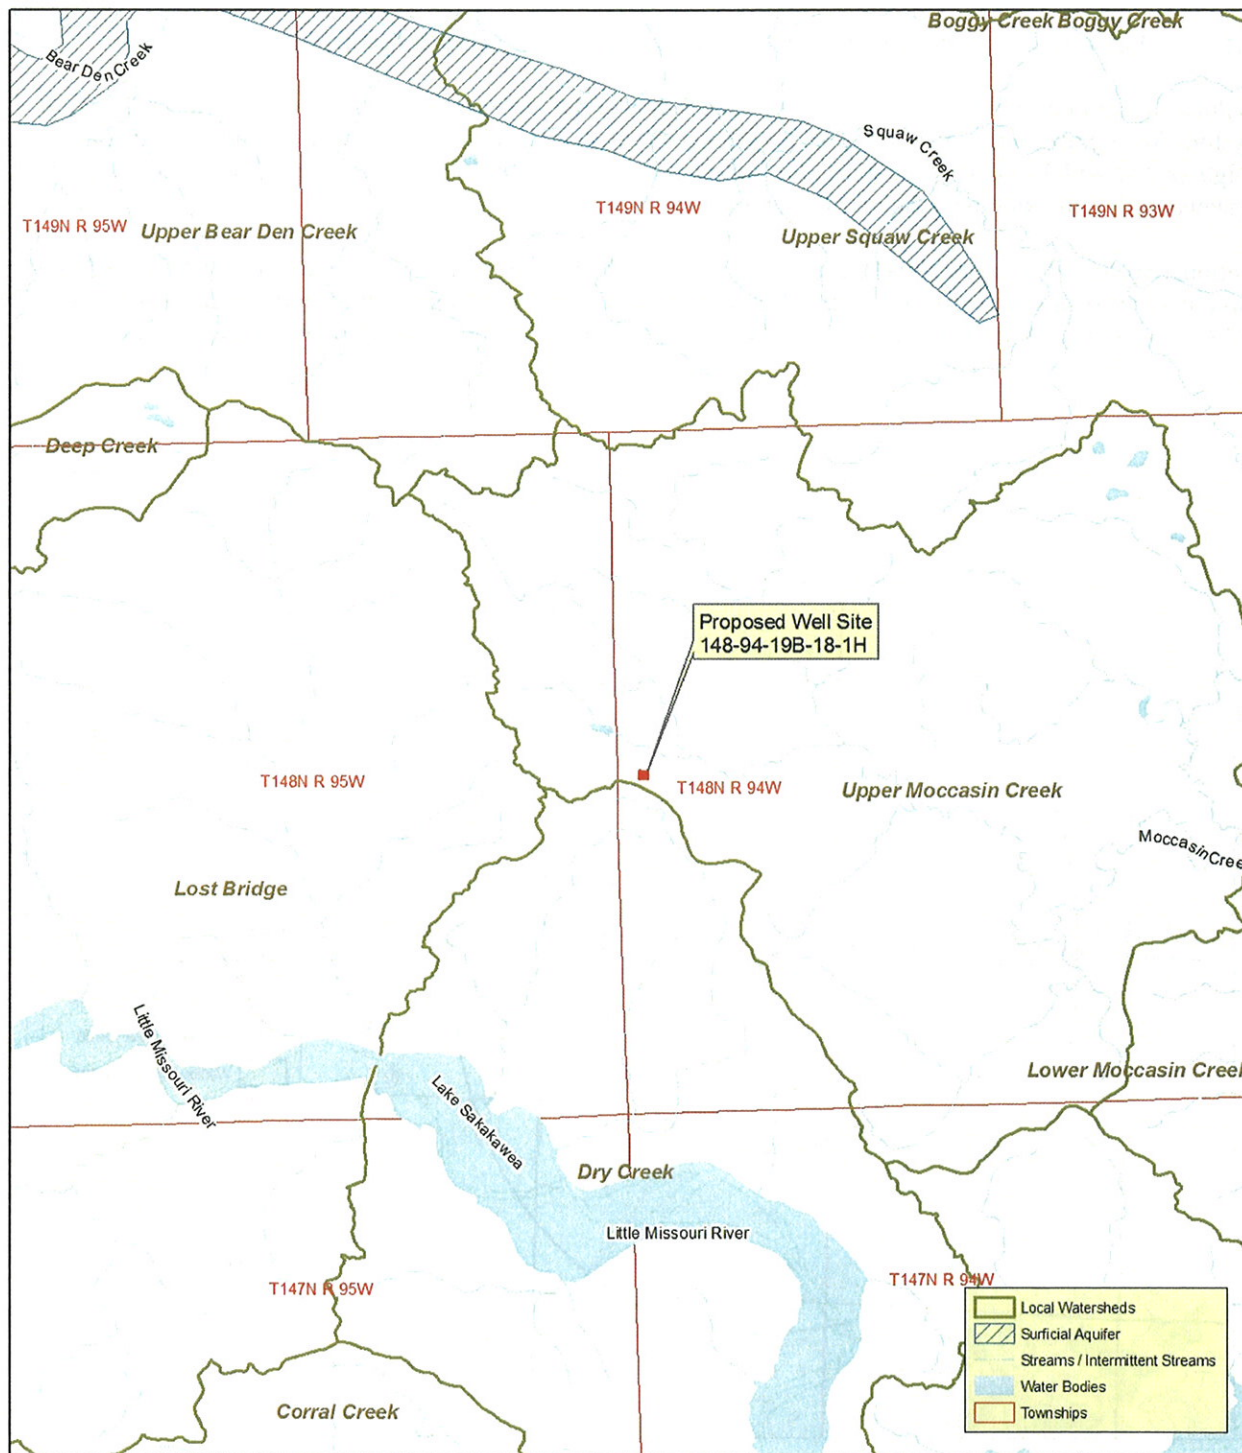 Boggy Creek Boggy Creek
Bear Den Creek
Squaw Creek
T149N R 95W
Upper Bear Den Creek
T149N R 94W
Upper Squaw Creek
T149N R 93W
Deep Creek
Proposed Well Site
148-94-19B-18-1H
T148N R 95W
T148N R 94W
Upper Moccasin Creek
Moccasin Cree
Lost Bridge
Little Missouri River
Lake Sakakawea
Lower Moccasin Creek
Dry Creek
Little Missouri River
T147N R 95W
T147N R 94W
Corral Creek
Local Watersheds
Surficial Aquifer
Streams / Intermittent Streams
Water Bodies
Townships